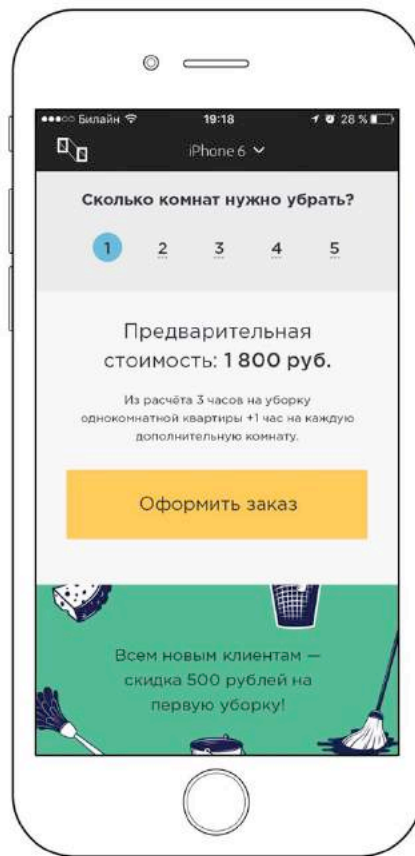 Билайн 19:18 28 %
iPhone 6
Сколько комнат нужно убрать?
1 2 3 4 5
Предварительная
стоимость: 1 800 руб.
Из расчёта 3 часов на уборку
однокомнатной квартиры +1 час на каждую
дополнительную комнату.
Оформить заказ
Всем новым клиентам —
скидка 500 рублей на
первую уборку!